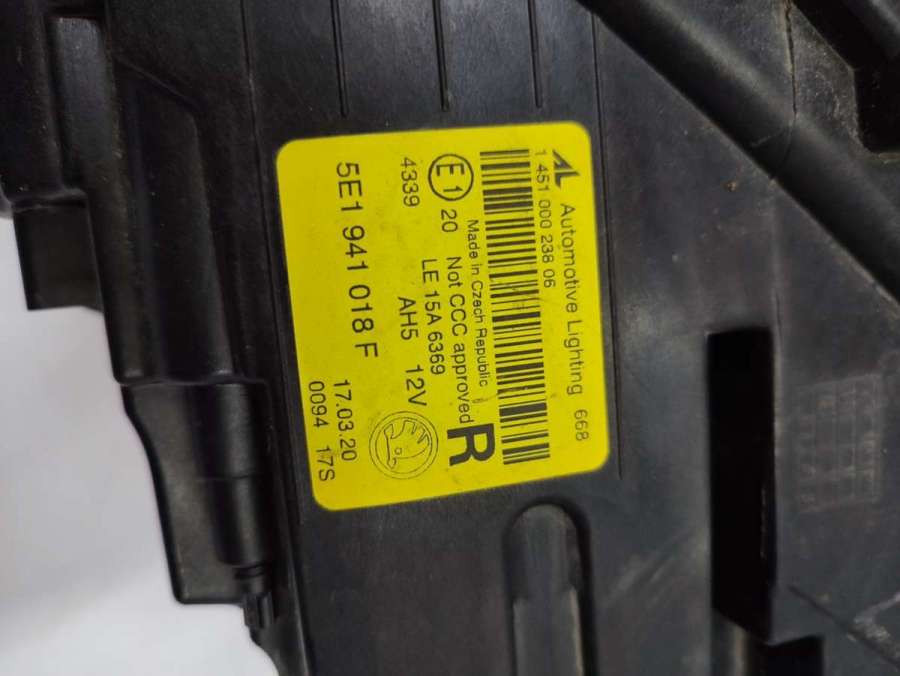 AL Automotive Lighting 668
1 451 000 238 06
Made in Czech Republic
E1 20 Not CCC approved R
4339 LE 15A 6369
AH5 12V
5E1 941 018 F
17.03.20
0094 17S